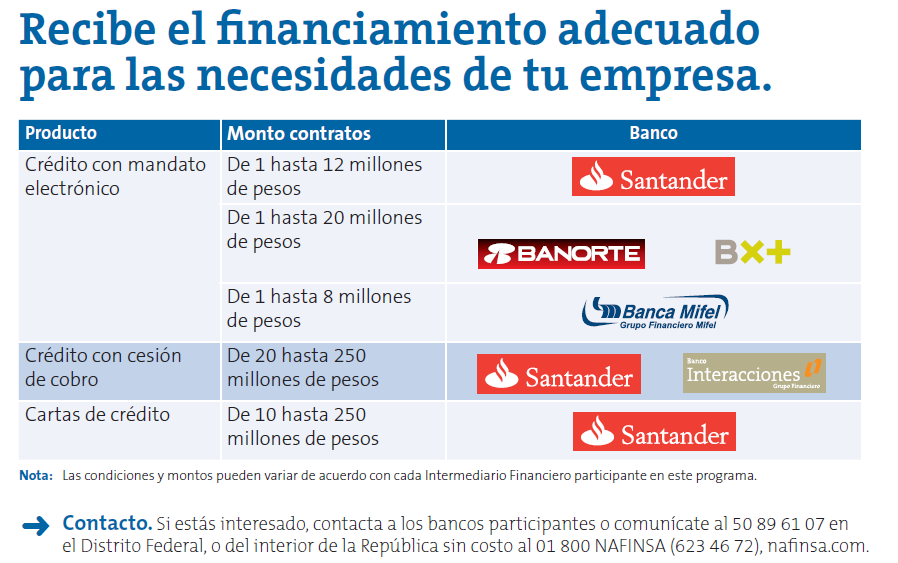 Recibe el financiamiento adecuado
para las necesidades de tu empresa.
Producto Monto contratos Banco
Crédito con mandato
electrónico
De 1 hasta 12 millones
de pesos
Santander
De 1 hasta 20 millones
de pesos
BANORTE BX+
De 1 hasta 8 millones
de pesos
Banca Mifel
Grupo Financiero Mifel
Crédito con cesión
de cobro
De 20 hasta 250
millones de pesos
Santander
Banco
Interacciones
Grupo Financiero
Cartas de crédito
De 10 hasta 250
millones de pesos
Santander
Nota: Las condiciones y montos pueden variar de acuerdo con cada Intermediario Financiero participante en este programa.
Contacto. Si estás interesado, contacta a los bancos participantes o comunícate al 50 89 61 07 en
el Distrito Federal, o del interior de la República sin costo al 01 800 NAFINSA (623 46 72), nafinsa.com.